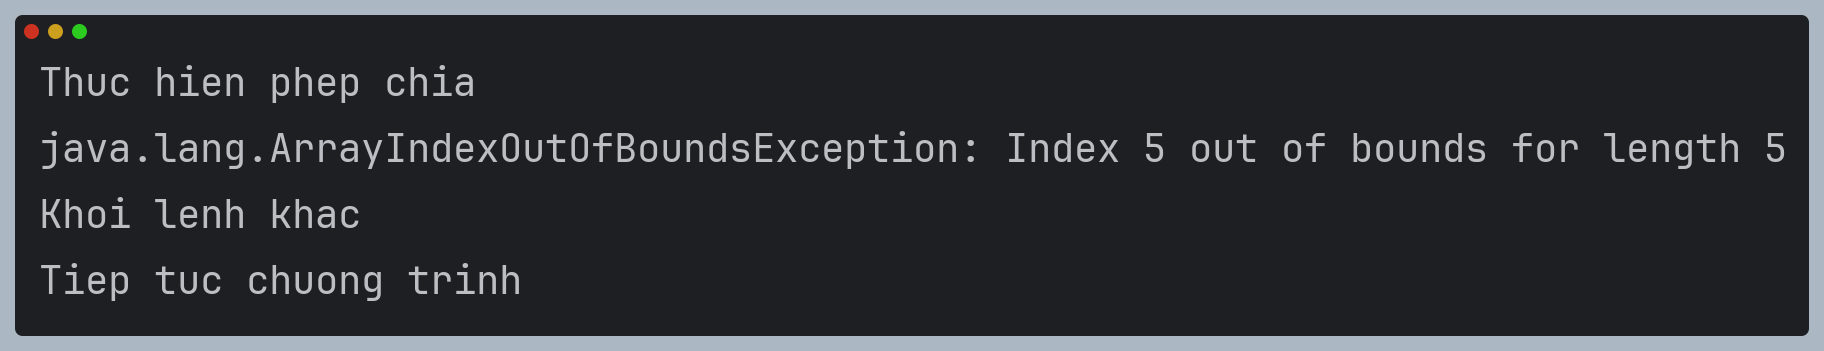 Thuc hien phep chia
java.lang.ArrayIndexOutOfBoundsException: Index 5 out of bounds for length 5
Khoi lenh khac
Tiep tuc chuong trinh